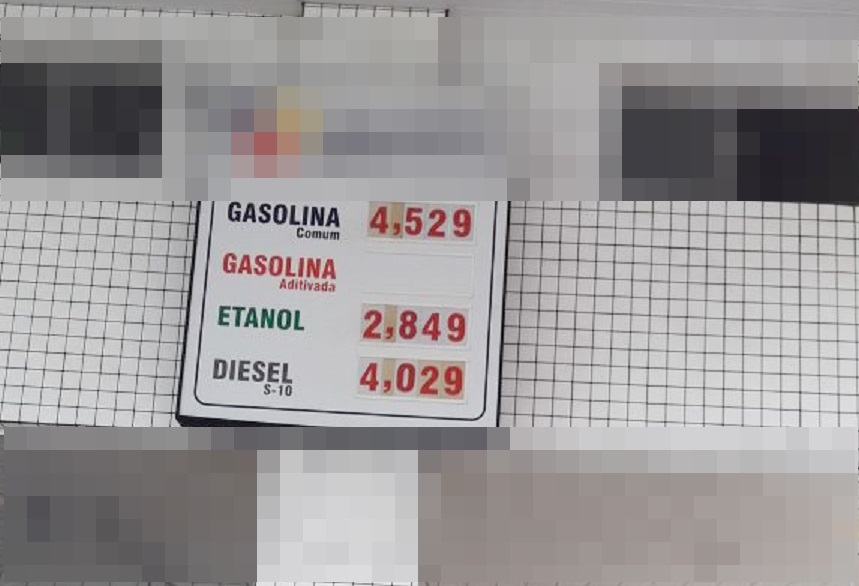 GASOLINA 4,529
Comum
GASOLINA
Aditivada
ETANOL 2,849
DIESEL 4,029
S-10